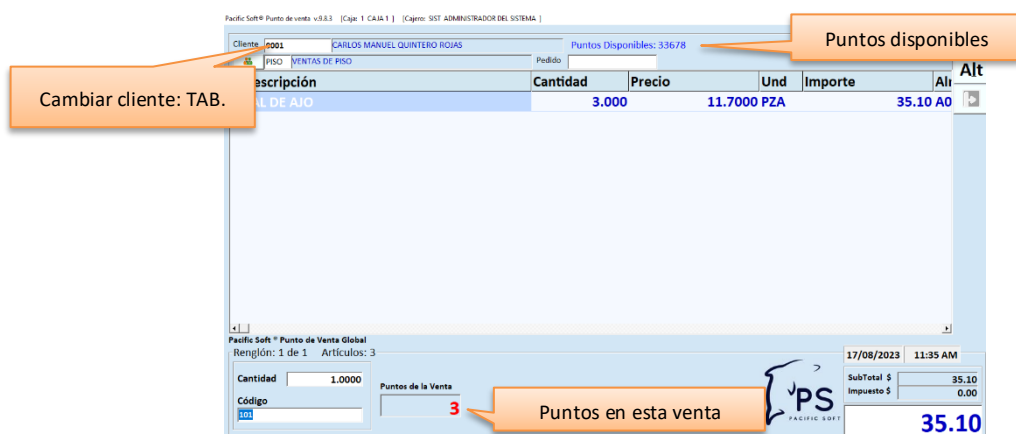 Pacific Soft® Punto de venta v.9.8.3 [Caja: 1 CAJA 1 ] [Cajero: SIST ADMINISTRADOR DEL SISTEMA ]
Puntos disponibles
Cliente 0001 CARLOS MANUEL QUINTERO ROJAS Puntos Disponibles: 33678
PISO VENTAS DE PISO Pedido
Alt
Cambiar cliente: TAB.
escripción Cantidad Precio Und Importe Al
AL DE AJO 3.000 11.7000 PZA 35.10 A0
Pacific Soft ® Punto de Venta Global
Renglón: 1 de 1 Artículos: 3
17/08/2023 11:35 AM
Cantidad 1.0000
Puntos de la Venta
3
Código
101
Puntos en esta venta
PS
PACIFIC SOFT
SubTotal $ 35.10
Impuesto $ 0.00
35.10